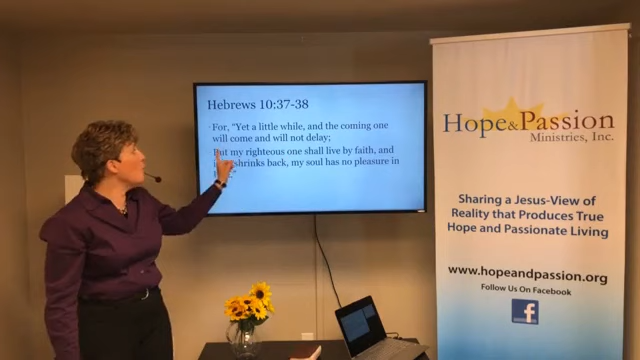 Hebrews 10:37-38
For, "Yet a little while, and the coming one
will come and will not delay;
but my righteous one shall live by faith, and
shrinks back, my soul has no pleasure in
Hope&Passion
Ministries, Inc.
Sharing a Jesus-View of
Reality that Produces True
Hope and Passionate Living
www.hopeandpassion.org
Follow Us On Facebook
f